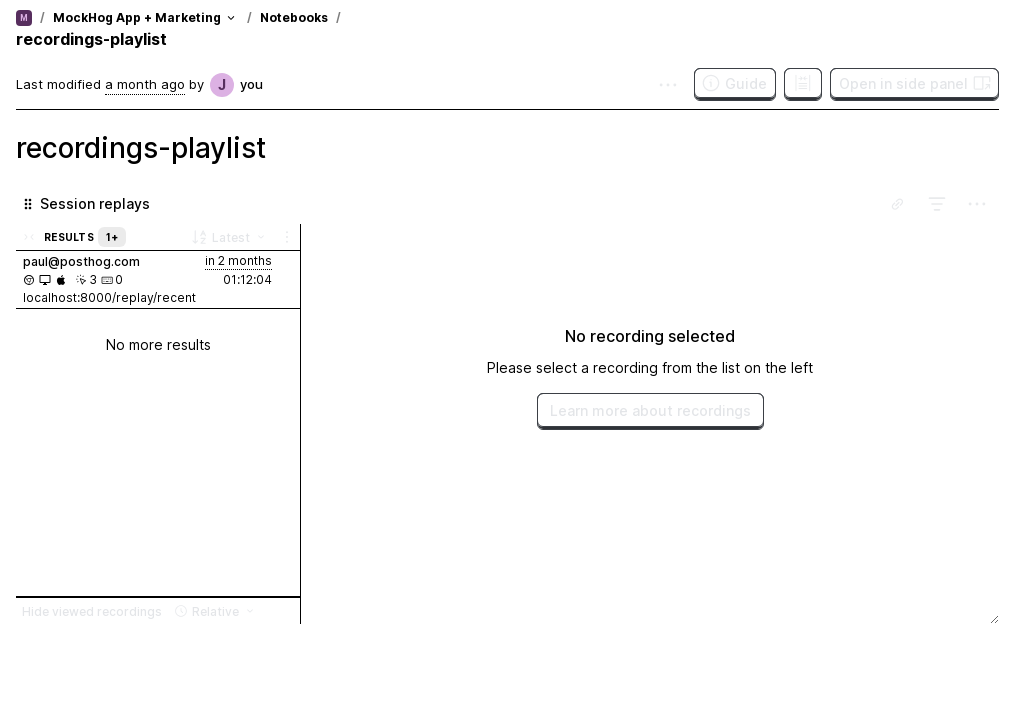 M / MockHog App + Marketing / Notebooks /
recordings-playlist
Last modified a month ago by J you
Guide
Open in side panel
recordings-playlist
Session replays
RESULTS 1+ Latest
paul@posthog.com in 2 months
3 0 01:12:04
localhost:8000/replay/recent
No more results
No recording selected
Please select a recording from the list on the left
Learn more about recordings
Hide viewed recordings Relative